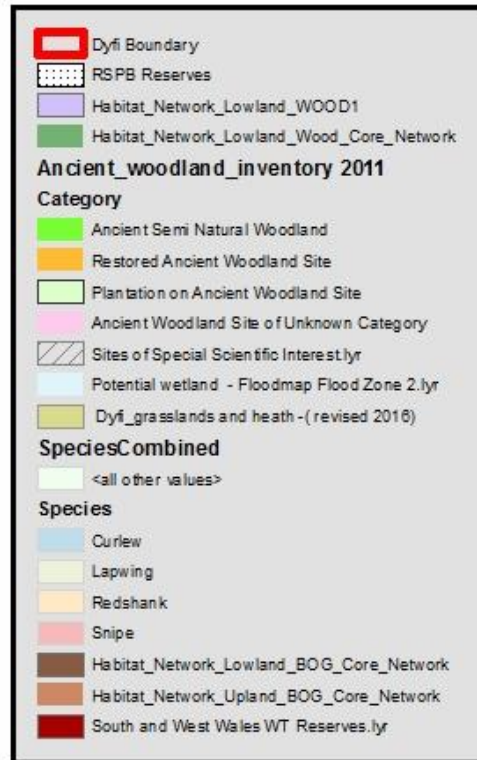 Dyfi Boundary
RSPB Reserves
Habitat_Network_Lowland_WOOD1
Habitat_Network_Lowland_Wood_Core_Network
Ancient_woodland_inventory 2011
Category
Ancient Semi Natural Woodland
Restored Ancient Woodland Site
Plantation on Ancient Woodland Site
Ancient Woodland Site of Unknown Category
Sites of Special Scientific Interest.lyr
Potential wetland - Floodmap Flood Zone 2.lyr
Dyfi_grasslands and heath -( revised 2016)
SpeciesCombined
<all other values>
Species
Curlew
Lapwing
Redshank
Snipe
Habitat_Network_Lowland_BOG_Core_Network
Habitat_Network_Upland_BOG_Core_Network
South and West Wales WT Reserves.lyr